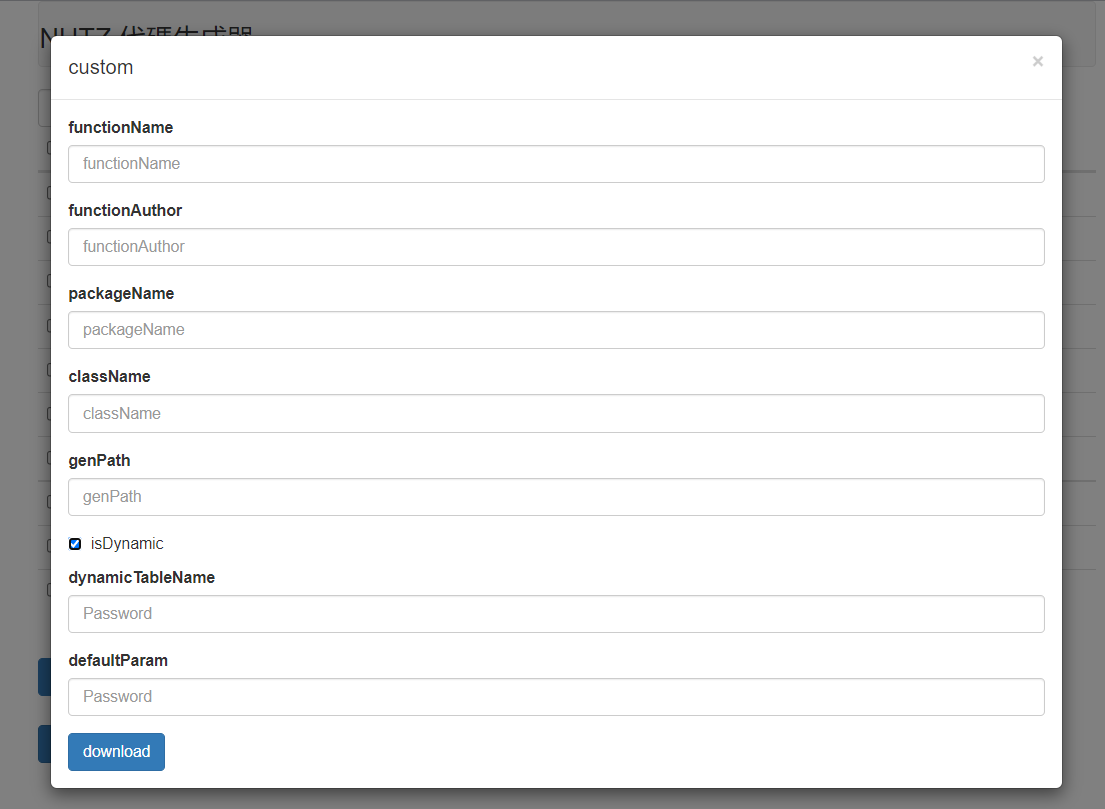 NUTZ 代碼生成器
custom
×
functionName
functionName
functionAuthor
functionAuthor
packageName
packageName
className
className
genPath
genPath
isDynamic
dynamicTableName
Password
defaultParam
Password
download